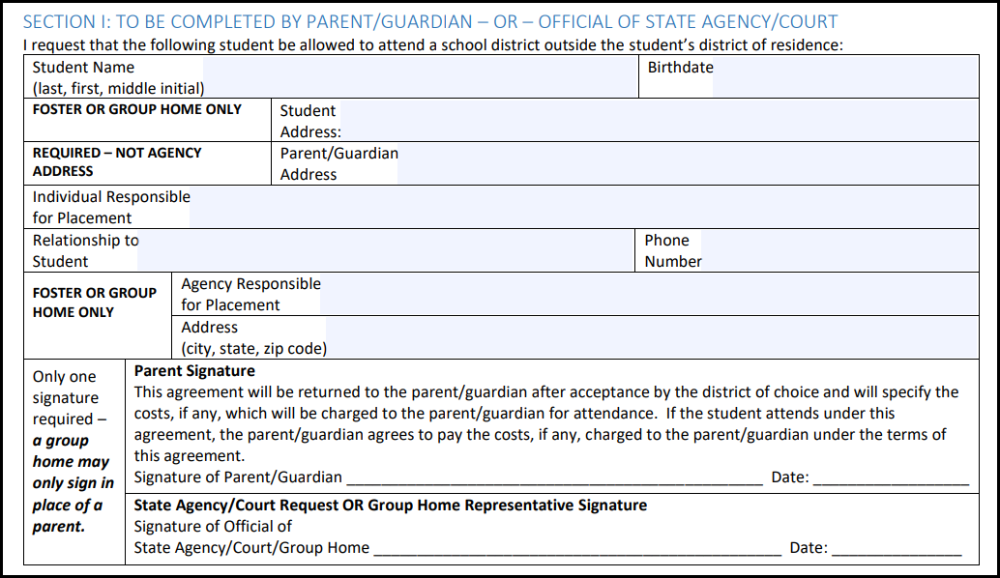 SECTION I: TO BE COMPLETED BY PARENT/GUARDIAN – OR – OFFICIAL OF STATE AGENCY/COURT
I request that the following student be allowed to attend a school district outside the student’s district of residence:
Student Name
(last, first, middle initial)
Birthdate
FOSTER OR GROUP HOME ONLY
Student
Address:
REQUIRED – NOT AGENCY
ADDRESS
Parent/Guardian
Address
Individual Responsible
for Placement
Relationship to
Student
Phone
Number
FOSTER OR GROUP
HOME ONLY
Agency Responsible
for Placement
Address
(city, state, zip code)
Only one
signature
required –
a group
home may
only sign in
place of a
parent.
Parent Signature
This agreement will be returned to the parent/guardian after acceptance by the district of choice and will specify the
costs, if any, which will be charged to the parent/guardian for attendance.  If the student attends under this
agreement, the parent/guardian agrees to pay the costs, if any, charged to the parent/guardian under the terms of
this agreement.
Signature of Parent/Guardian ________________________________________________ Date: __________________
State Agency/Court Request OR Group Home Representative Signature
Signature of Official of
State Agency/Court/Group Home _______________________________________________ Date: _______________